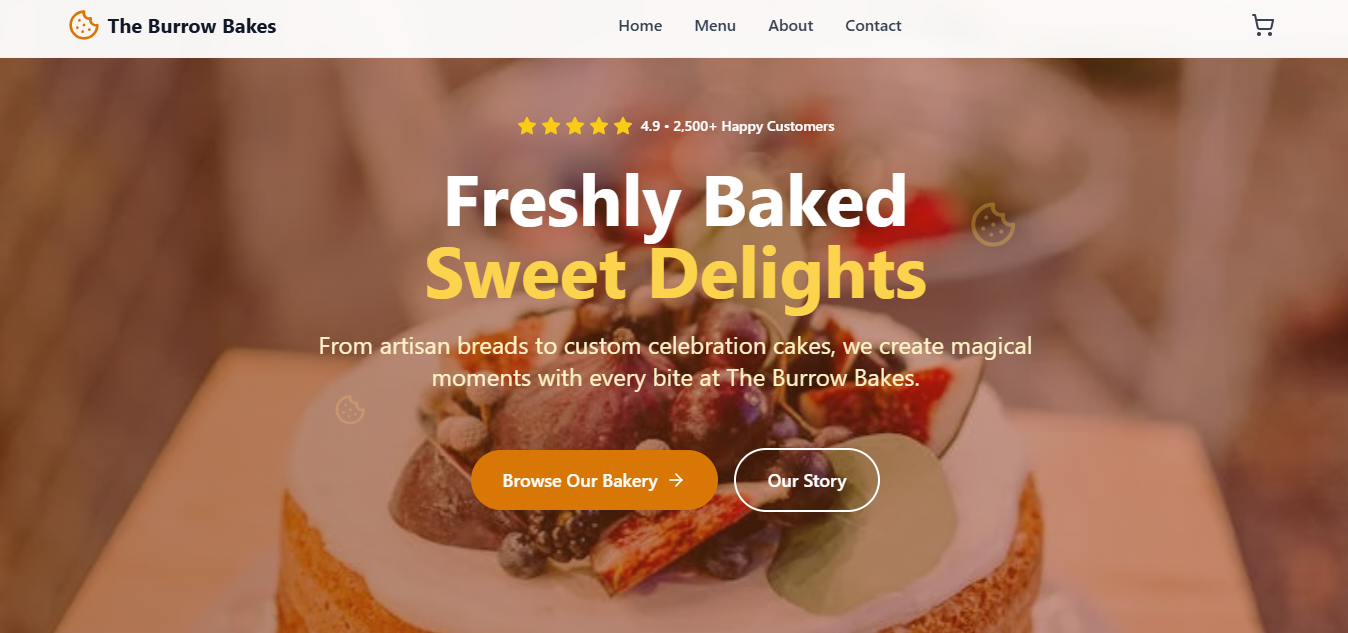 The Burrow Bakes
Home
Menu
About
Contact
4.9 • 2,500+ Happy Customers
Freshly Baked
Sweet Delights
From artisan breads to custom celebration cakes, we create magical
moments with every bite at The Burrow Bakes.
Browse Our Bakery
Our Story